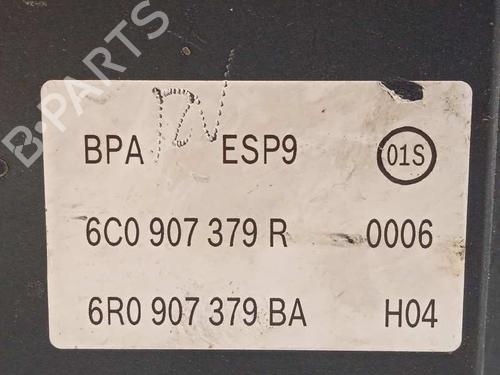 BPA ESP9 01S
6C0 907 379 R 0006
6R0 907 379 BA H04
B-PARTS